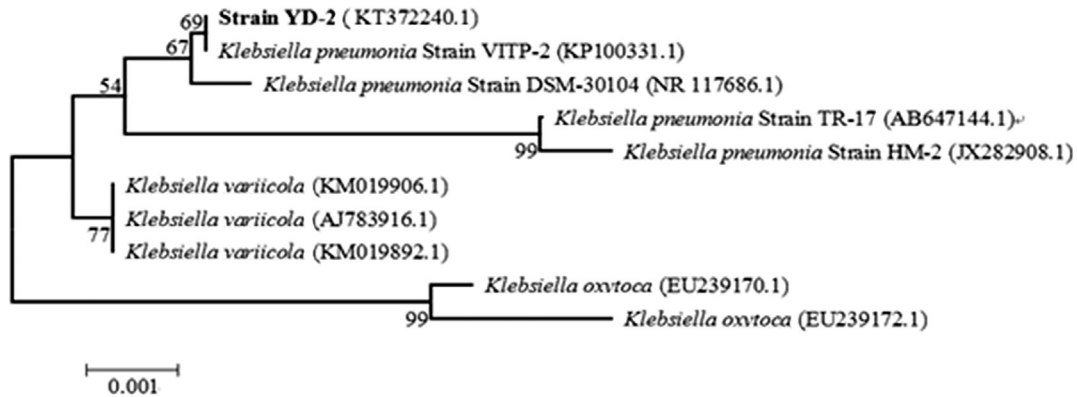 69
Strain YD-2 ( KT372240.1)
67
Klebsiella pneumonia Strain VITP-2 (KP100331.1)
54
Klebsiella pneumonia Strain DSM-30104 (NR 117686.1)
Klebsiella pneumonia Strain TR-17 (AB647144.1)↵
99
Klebsiella pneumonia Strain HM-2 (JX282908.1)
Klebsiella variicola (KM019906.1)
Klebsiella variicola (AJ783916.1)
77
Klebsiella variicola (KM019892.1)
Klebsiella oxvtoca (EU239170.1)
99
Klebsiella oxvtoca (EU239172.1)
0.001